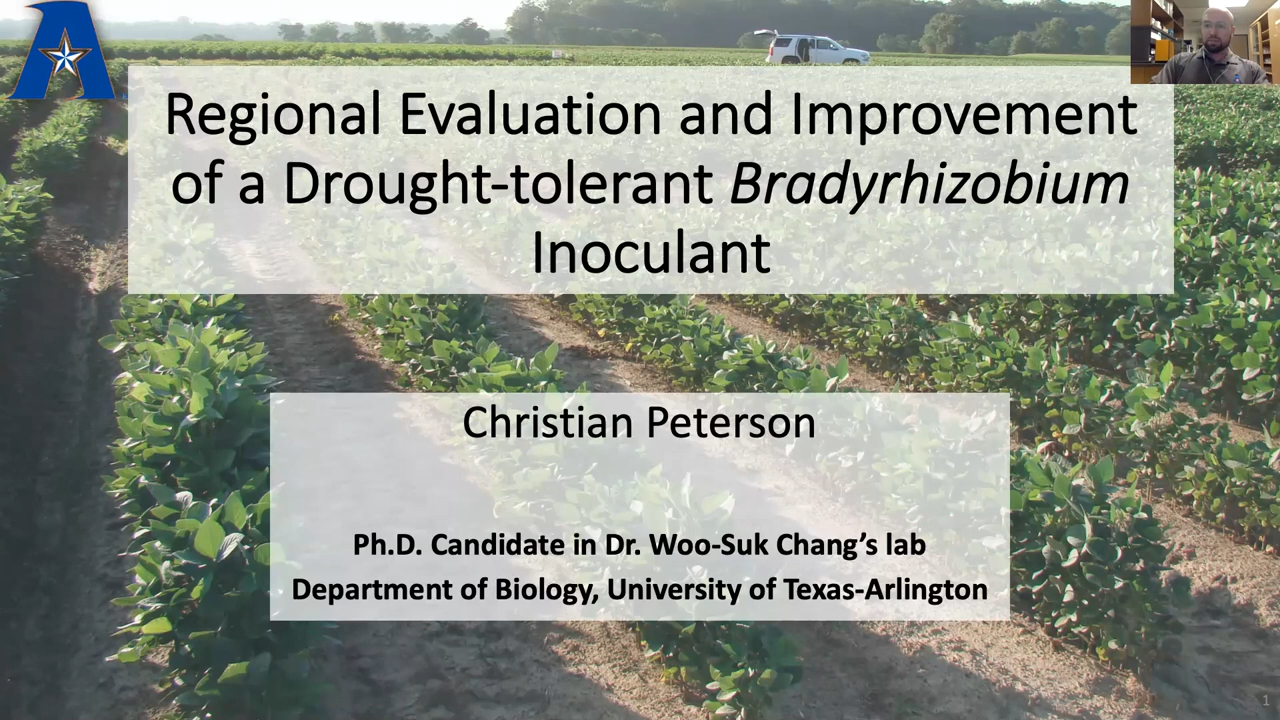 Regional Evaluation and Improvement
of a Drought-tolerant Bradyrhizobium
Inoculant
Christian Peterson
Ph.D. Candidate in Dr. Woo-Suk Chang’s lab
Department of Biology, University of Texas-Arlington
1